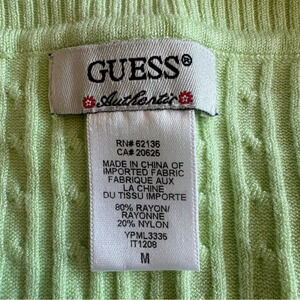 GUESS®
Authentic
RN# 62136
CA# 20625
MADE IN CHINA OF
IMPORTED FABRIC
FABRIQUE AUX
LA CHINE
DU TISSU IMPORTE
80% RAYON/
RAYONNE
20% NYLON
YPML3335
IT1208
M